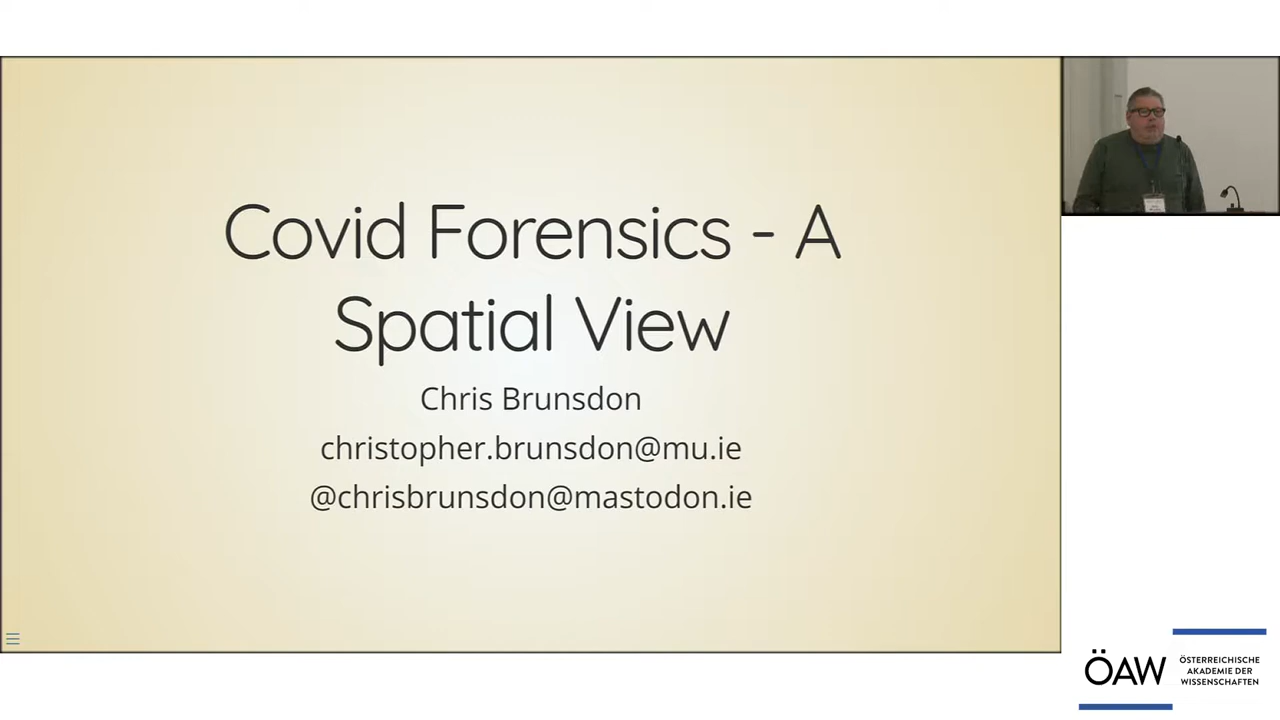 Covid Forensics - A
Spatial View
Chris Brunsdon
christopher.brunsdon@mu.ie
@chrisbrunsdon@mastodon.ie
ÖAW
ÖSTERREICHISCHE
AKADEMIE DER
WISSENSCHAFTEN